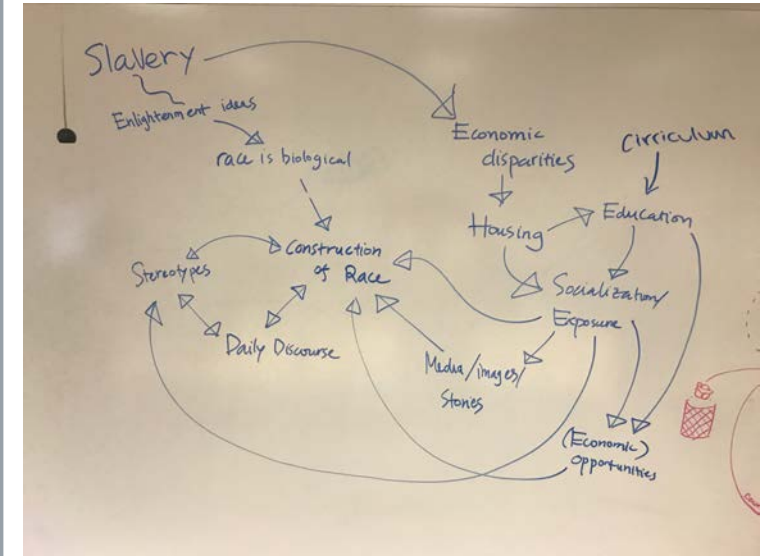 Slavery
Enlightenment ideas
race is biological
Economic
disparities
Cirriculum
Housing
Education
Construction
of Race
Stereotypes
Daily Discourse
Socialization/
Exposure
Media/images/
Stories
(Economic)
opportunities